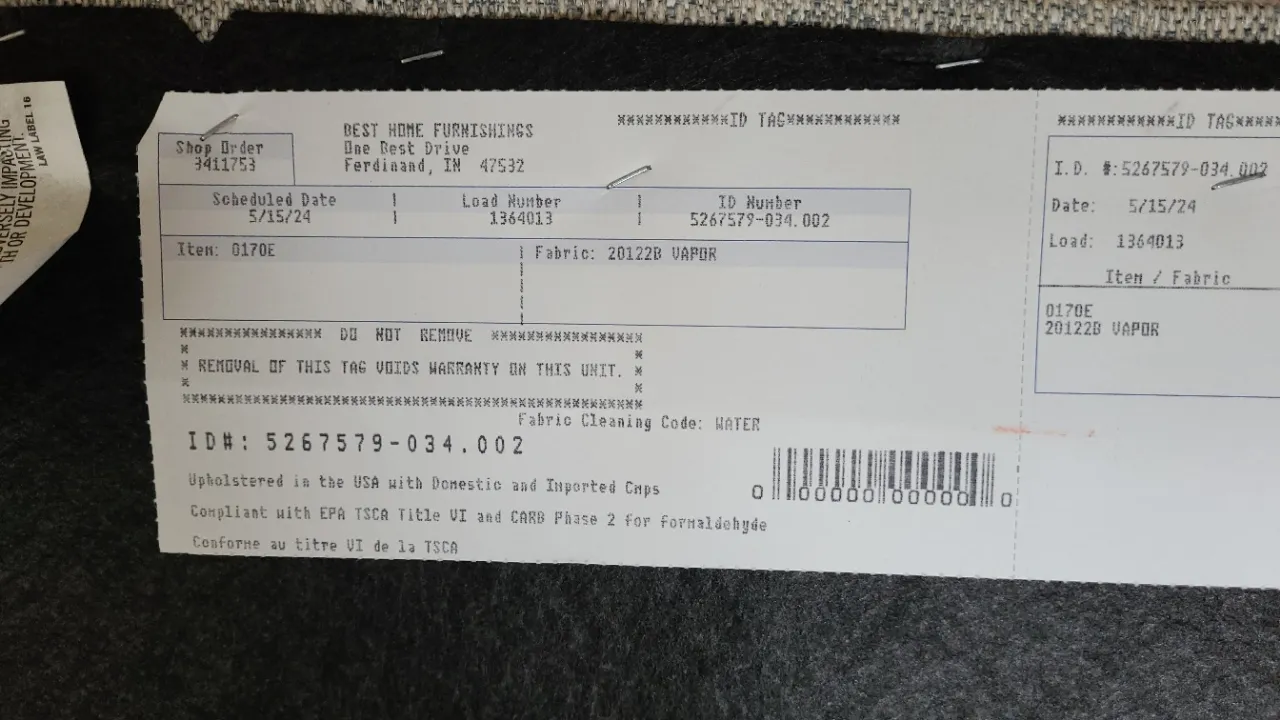 ERSELY IMPACTING
TH OR DEVELOPMENT.
LAW LABEL 18
Shop Order
3411753
BEST HOME FURNISHINGS
One Best Drive
Ferdinand, IN 47532
************ID TAG************
Scheduled Date | Load Number | ID Number
5/15/24 | 1364013 | 5267579-034.002
Item: 0170E | Fabric: 20122B VAPOR
**************** DO NOT REMOVE *****************
* REMOVAL OF THIS TAG VOIDS WARRANTY ON THIS UNIT. *
****************************************************
Fabric Cleaning Code: WATER
ID#: 5267579-034.002
Upholstered in the USA with Domestic and Imported Cmps
Compliant with EPA TSCA Title VI and CARB Phase 2 for formaldehyde
Conforme au titre VI de la TSCA
0 00000 00000 0
************ID TAG*****
I.D. #:5267579-034.002
Date: 5/15/24
Load: 1364013
Item / Fabric
0170E
20122B VAPOR